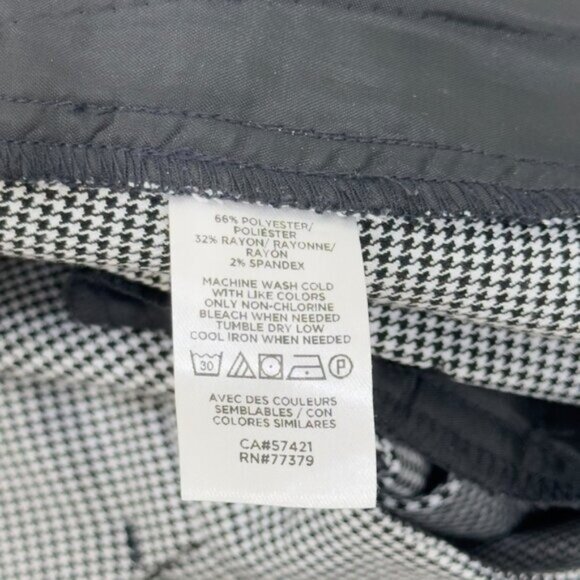 66% POLYESTER/
POLIÉSTER
32% RAYON/ RAYONNE/
RAYÓN
2% SPANDEX
MACHINE WASH COLD
WITH LIKE COLORS
ONLY NON-CHLORINE
BLEACH WHEN NEEDED
TUMBLE DRY LOW
COOL IRON WHEN NEEDED
30 P
AVEC DES COULEURS
SEMBLABLES / CON
COLORES SIMILARES
CA#57421
RN#77379